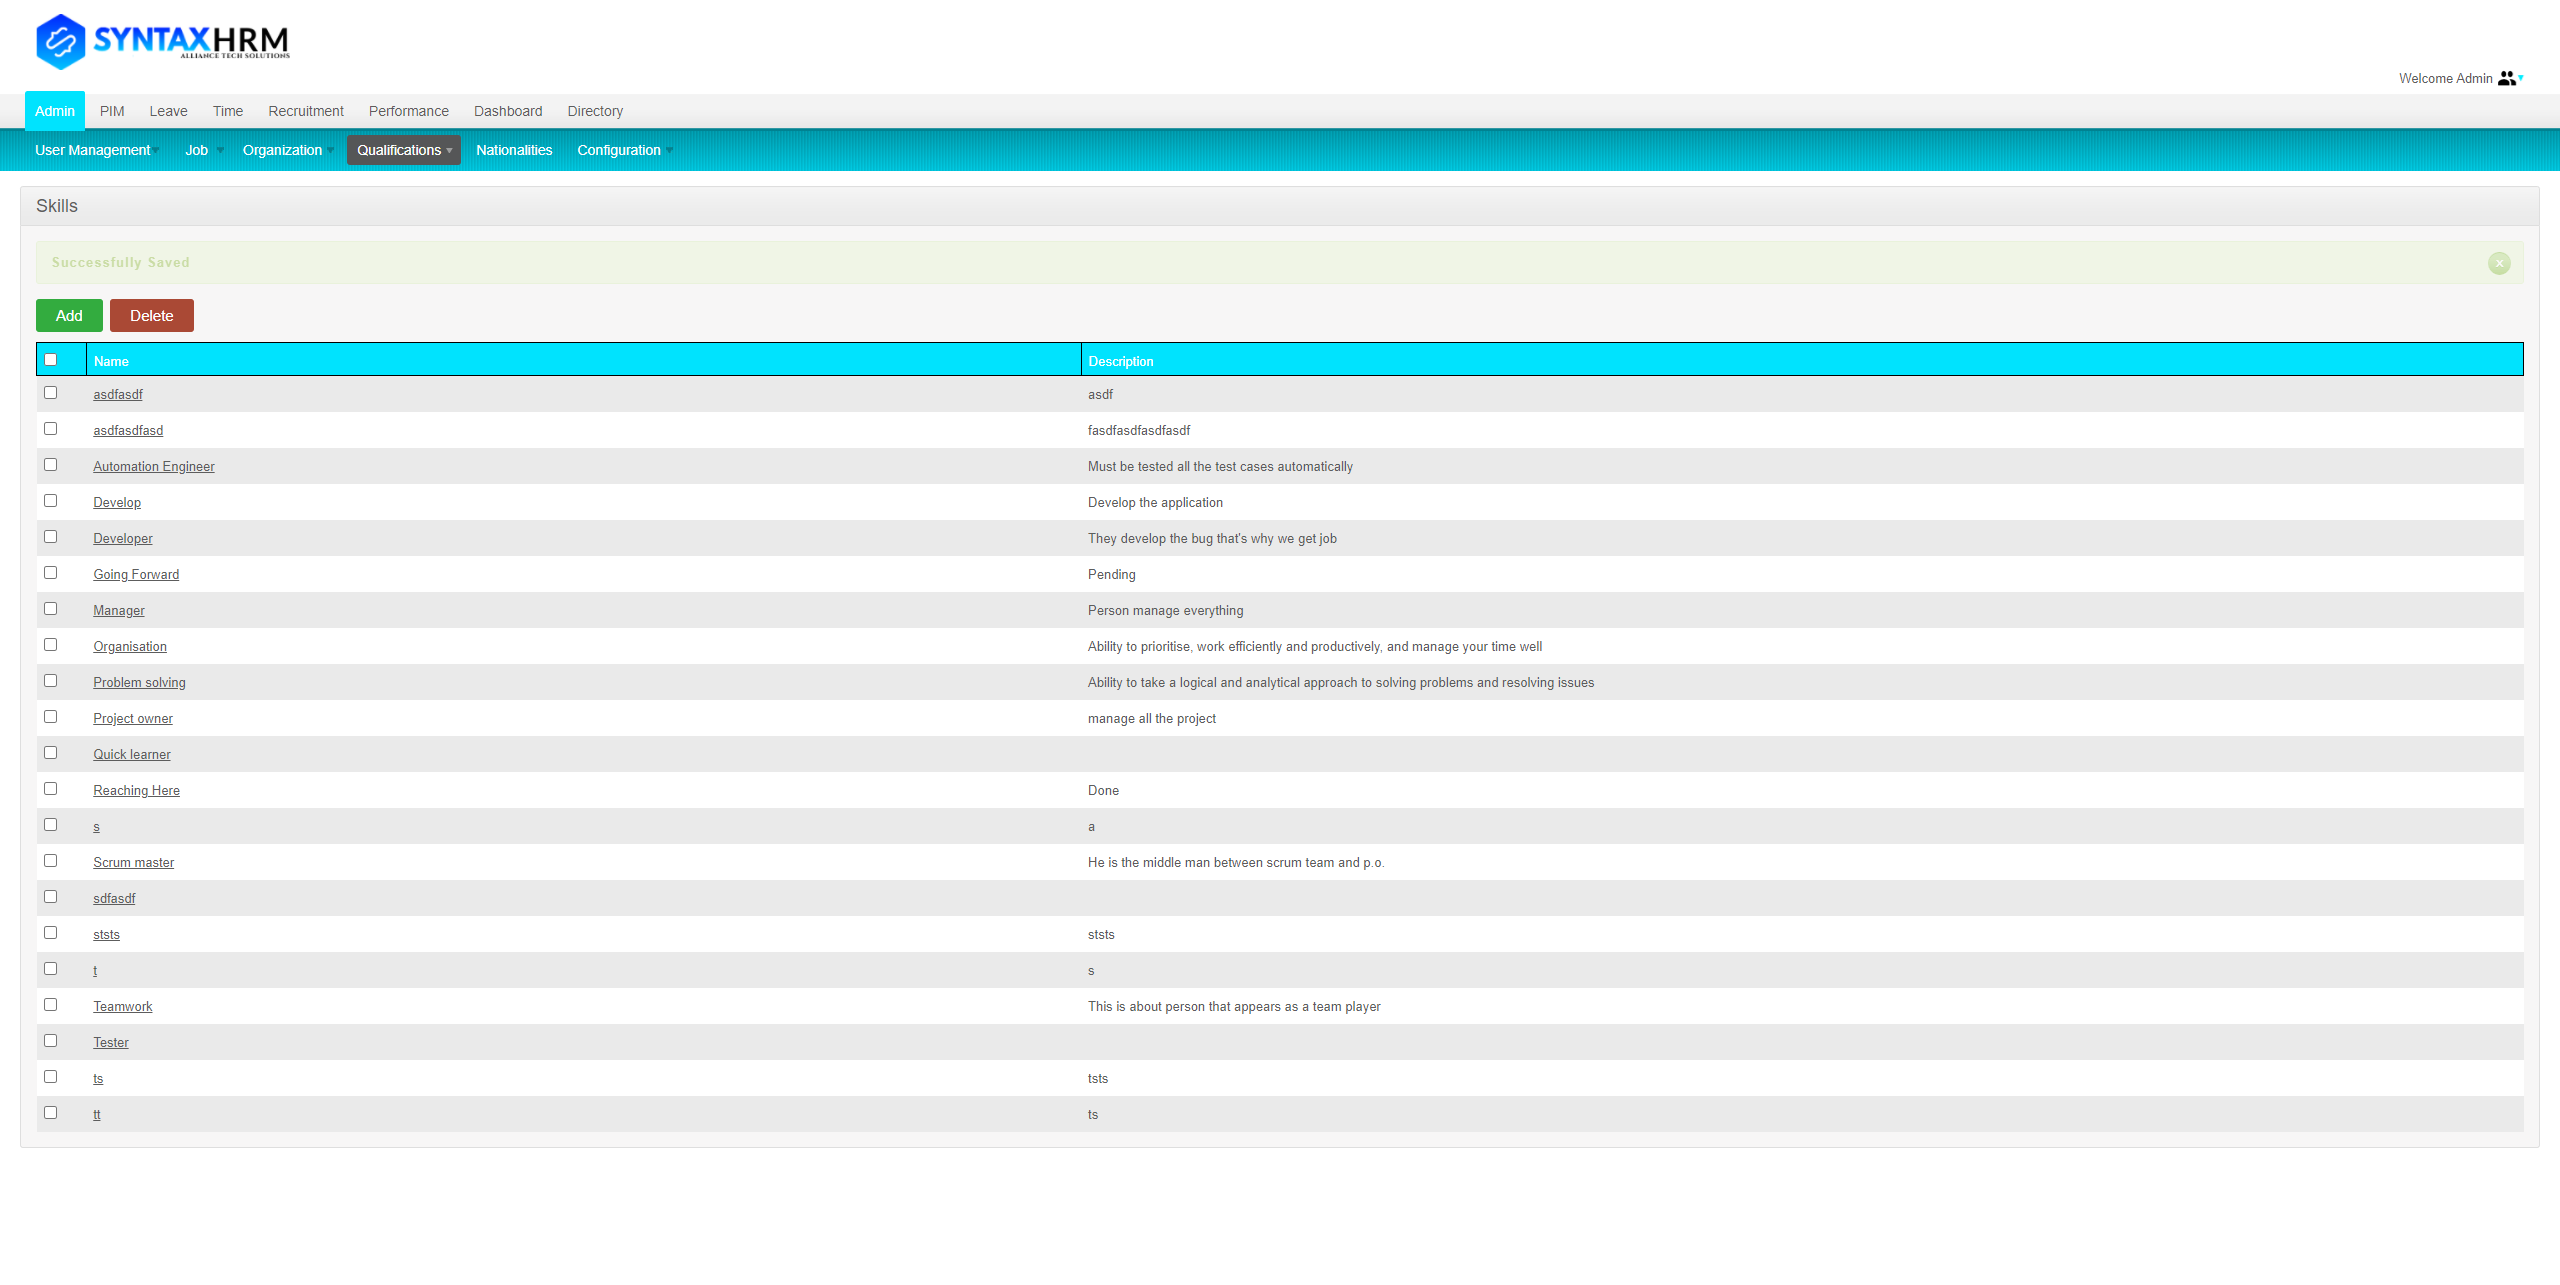 SYNTAXHRM
ALLIANCE TECH SOLUTIONS
Welcome Admin
Admin PIM Leave Time Recruitment Performance Dashboard Directory
User Management Job Organization Qualifications Nationalities Configuration
Skills
Successfully Saved
Add Delete
Name Description
asdfasdf asdf
asdfasdfasd fasdfasdfasdfasdf
Automation Engineer Must be tested all the test cases automatically
Develop Develop the application
Developer They develop the bug that's why we get job
Going Forward Pending
Manager Person manage everything
Organisation Ability to prioritise, work efficiently and productively, and manage your time well
Problem solving Ability to take a logical and analytical approach to solving problems and resolving issues
Project owner manage all the project
Quick learner
Reaching Here Done
s a
Scrum master He is the middle man between scrum team and p.o.
sdfasdf
ststs ststs
t s
Teamwork This is about person that appears as a team player
Tester
ts tsts
tt ts